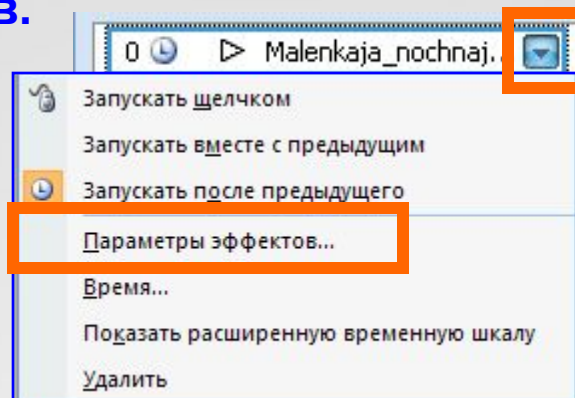 в.
0 Malenkaja_nochnaj...
Запускать щелчком
Запускать вместе с предыдущим
Запускать после предыдущего
Параметры эффектов...
Время...
Показать расширенную временную шкалу
Удалить